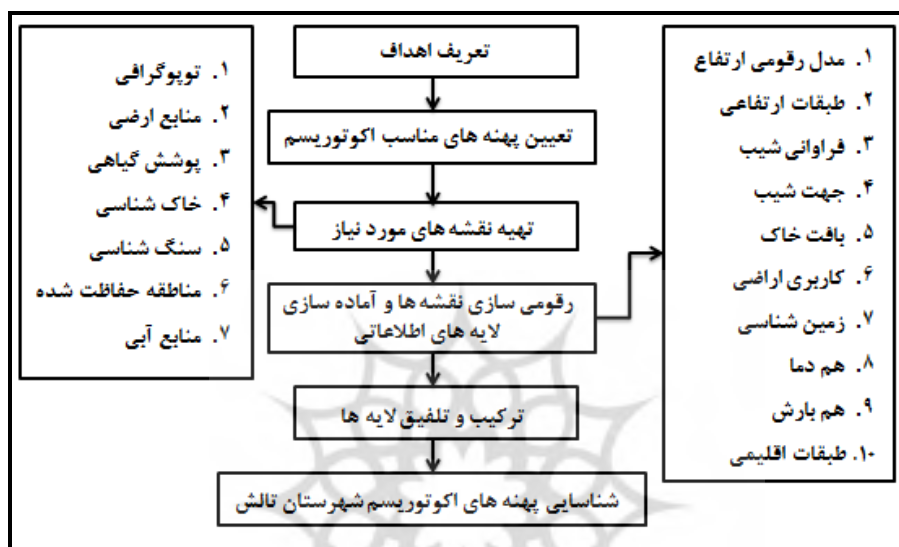 تعریف اهداف
تعیین پهنه های مناسب اکوتوریسم
تهیه نقشه های مورد نیاز
رقومی سازی نقشه ها و آماده سازی
لایه های اطلاعاتی
ترکیب و تلفیق لایه ها
شناسایی پهنه های اکوتوریسم شهرستان تالش
۱. مدل رقومی ارتفاع
۲. طبقات ارتفاعی
۳. فراوانی شیب
۴. جهت شیب
۵. بافت خاک
۶. کاربری اراضی
۷. زمین شناسی
۸. هم دما
۹. هم بارش
۱۰. طبقات اقلیمی
۱. توپوگرافی
۲. منابع ارضی
۳. پوشش گیاهی
۴. خاک شناسی
۵. سنگ شناسی
۶. مناطقه حفاظت شده
۷. منابع آبی